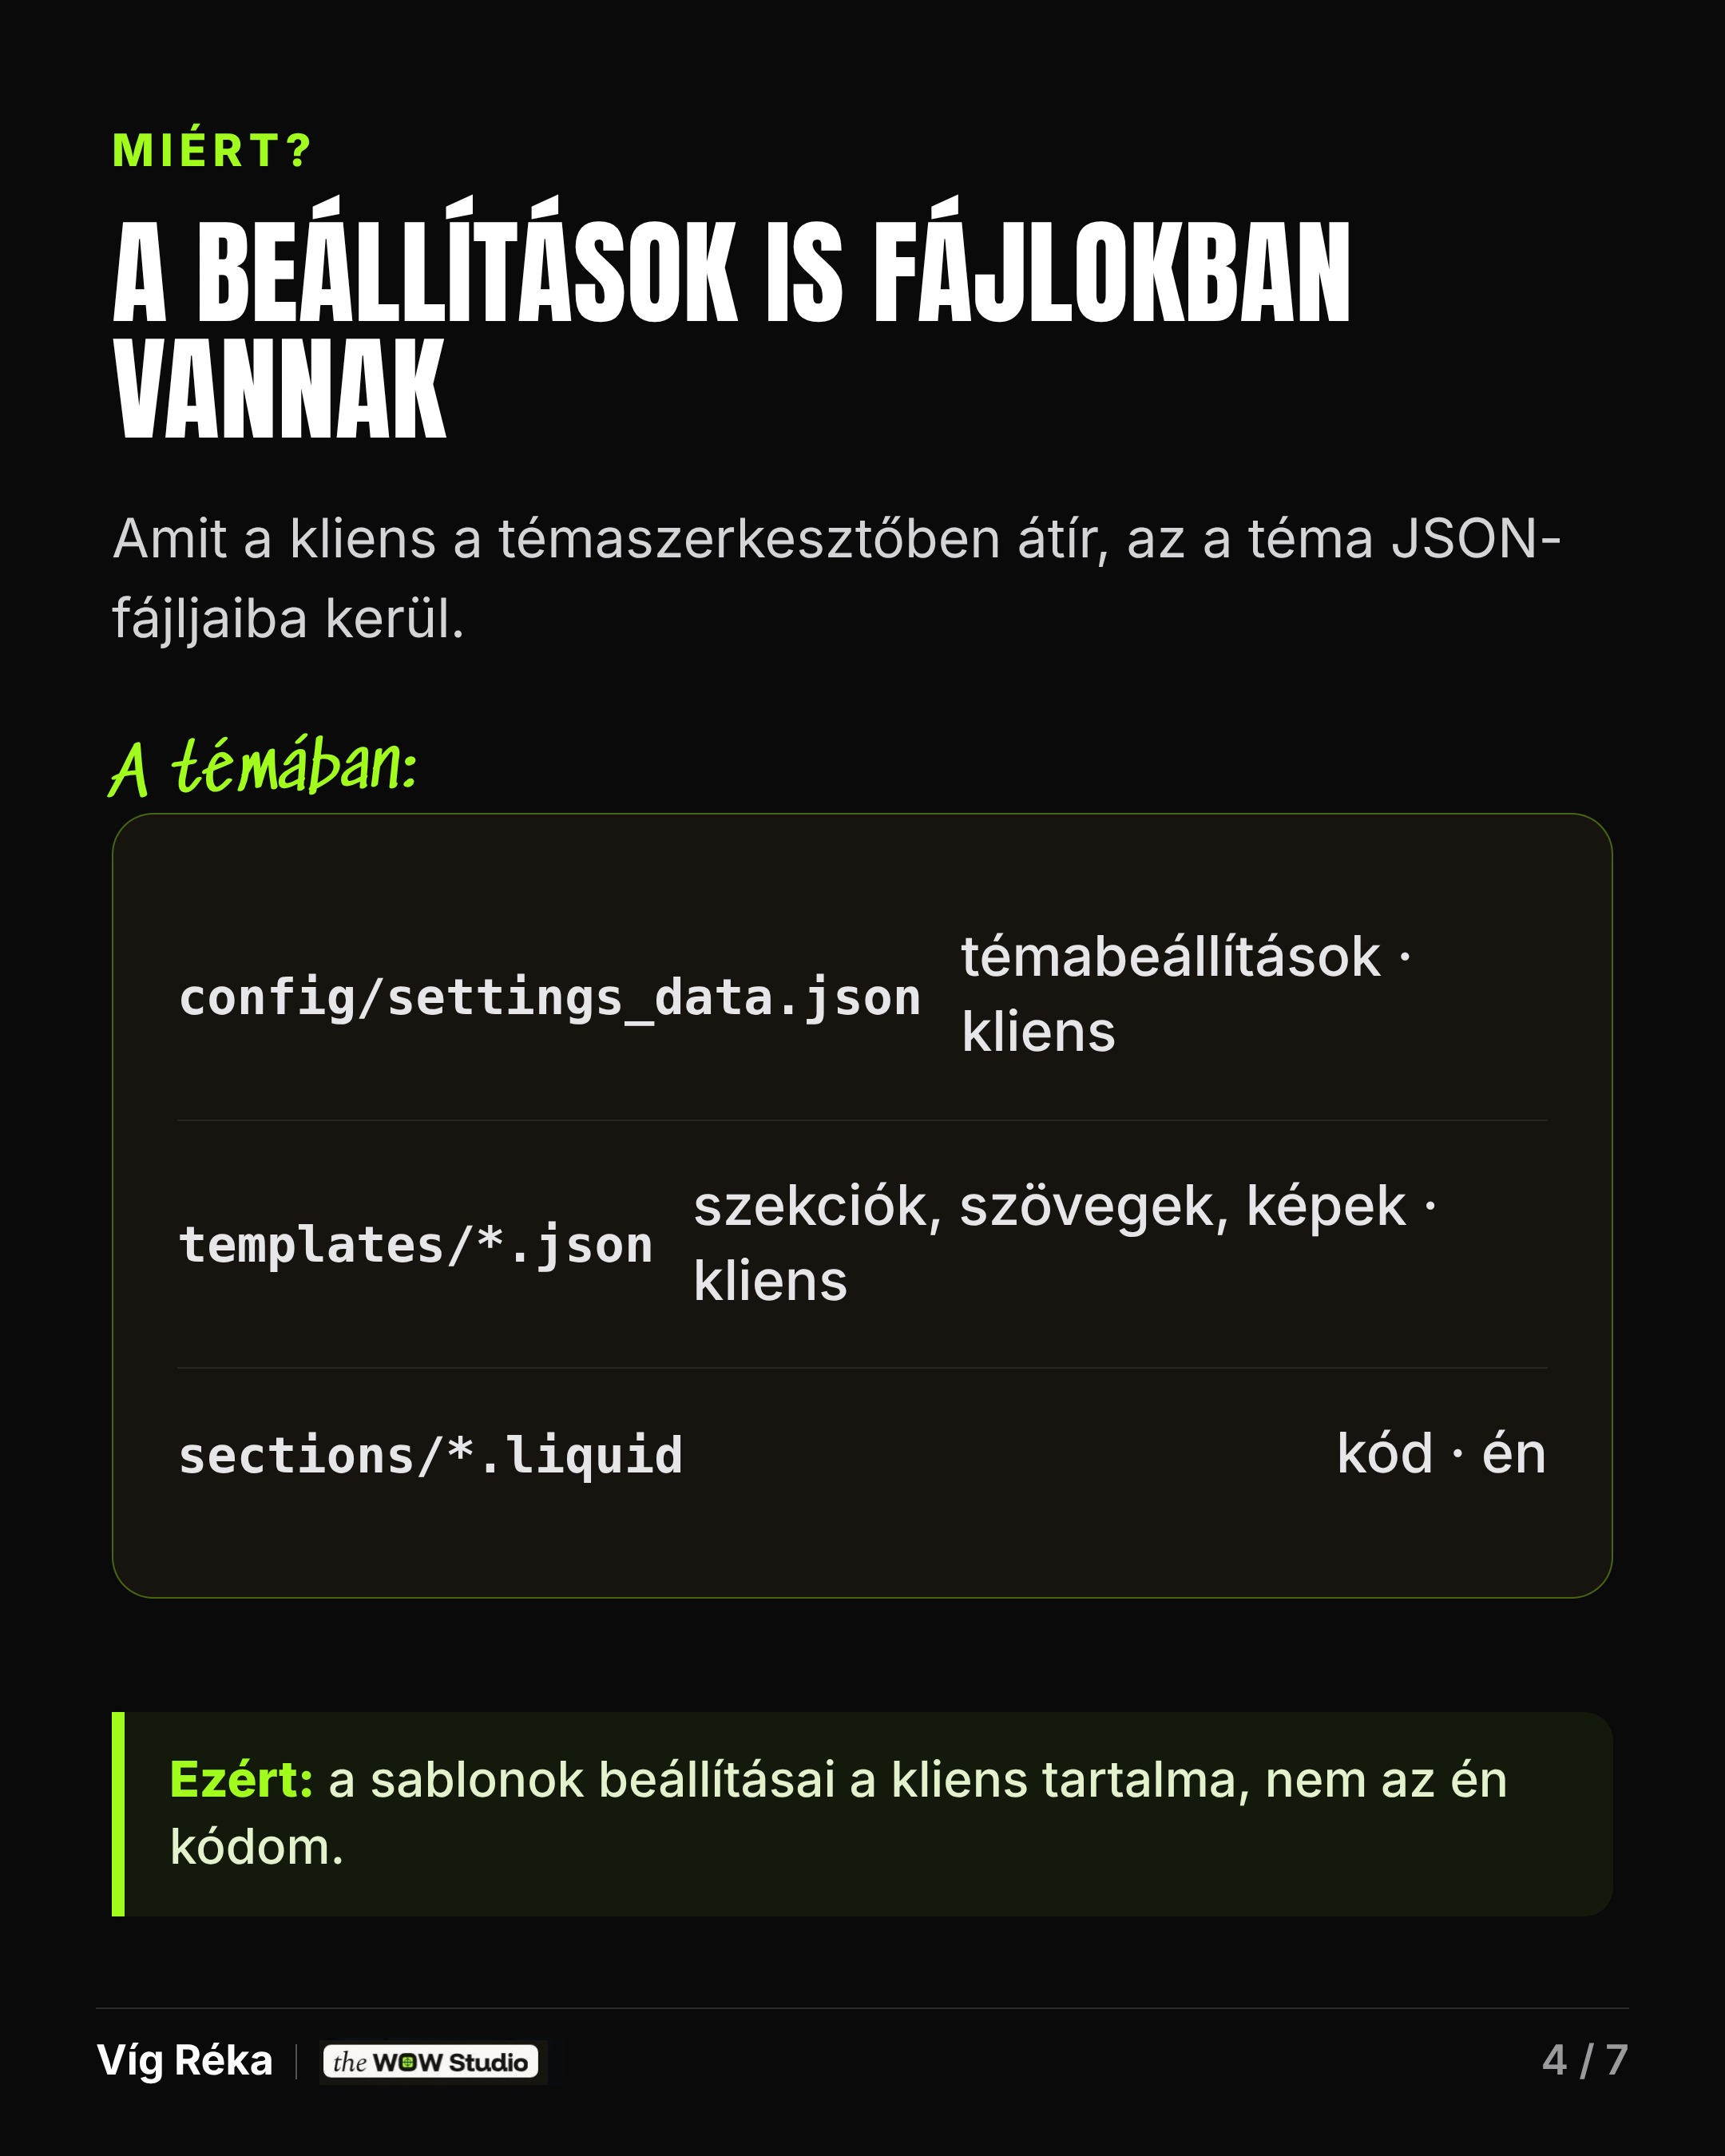 MIÉRT?
A BEÁLLÍTÁSOK IS FÁJLOKBAN
VANNAK
Amit a kliens a témaszerkesztőben átír, az a téma JSON-
fájljaiba kerül.
A témában:
config/settings_data.json
témabeállítások ·
kliens
templates/*.json
szekciók, szövegek, képek ·
kliens
sections/*.liquid kód · én
Ezért: a sablonok beállításai a kliens tartalma, nem az én
kódom.
Víg Réka the WOW Studio 4 / 7